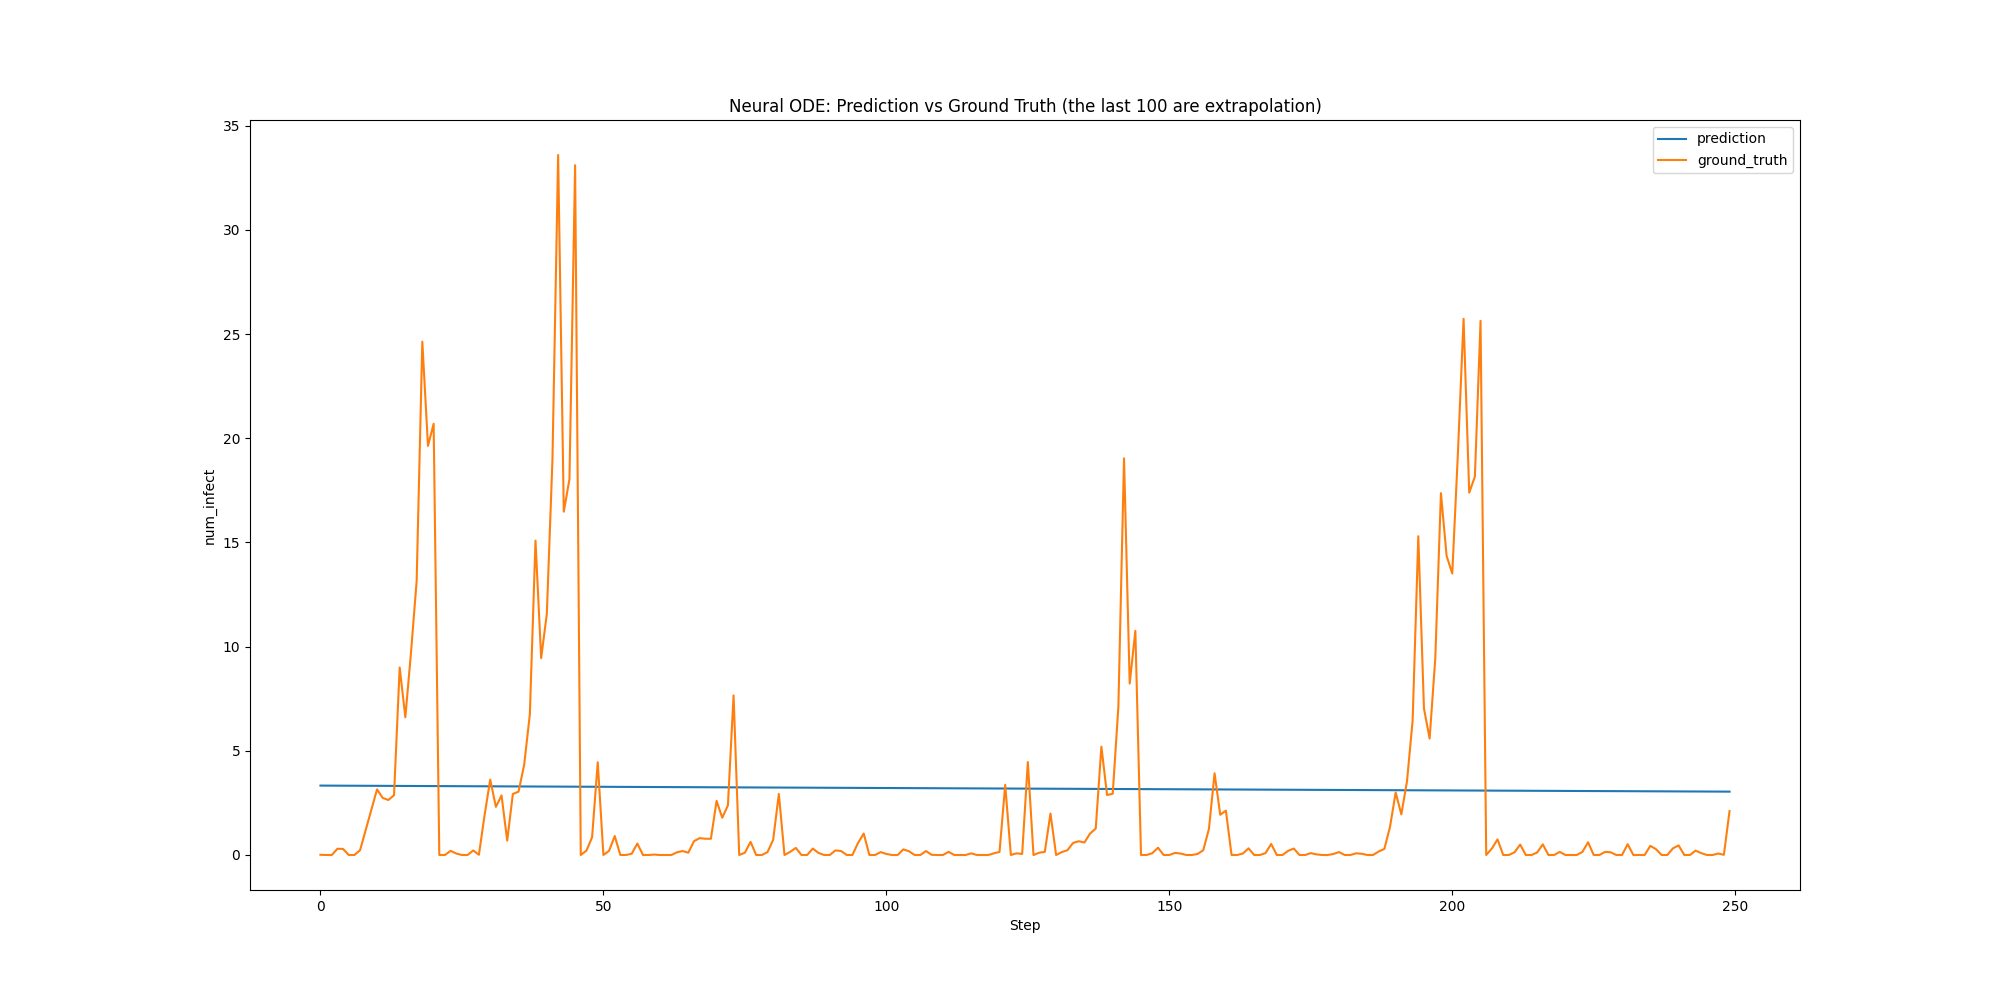 Neural ODE: Prediction vs Ground Truth (the last 100 are extrapolation)
prediction
ground_truth
35
30
25
20
15
10
5
0
num_infect
0 50 100 150 200 250
Step